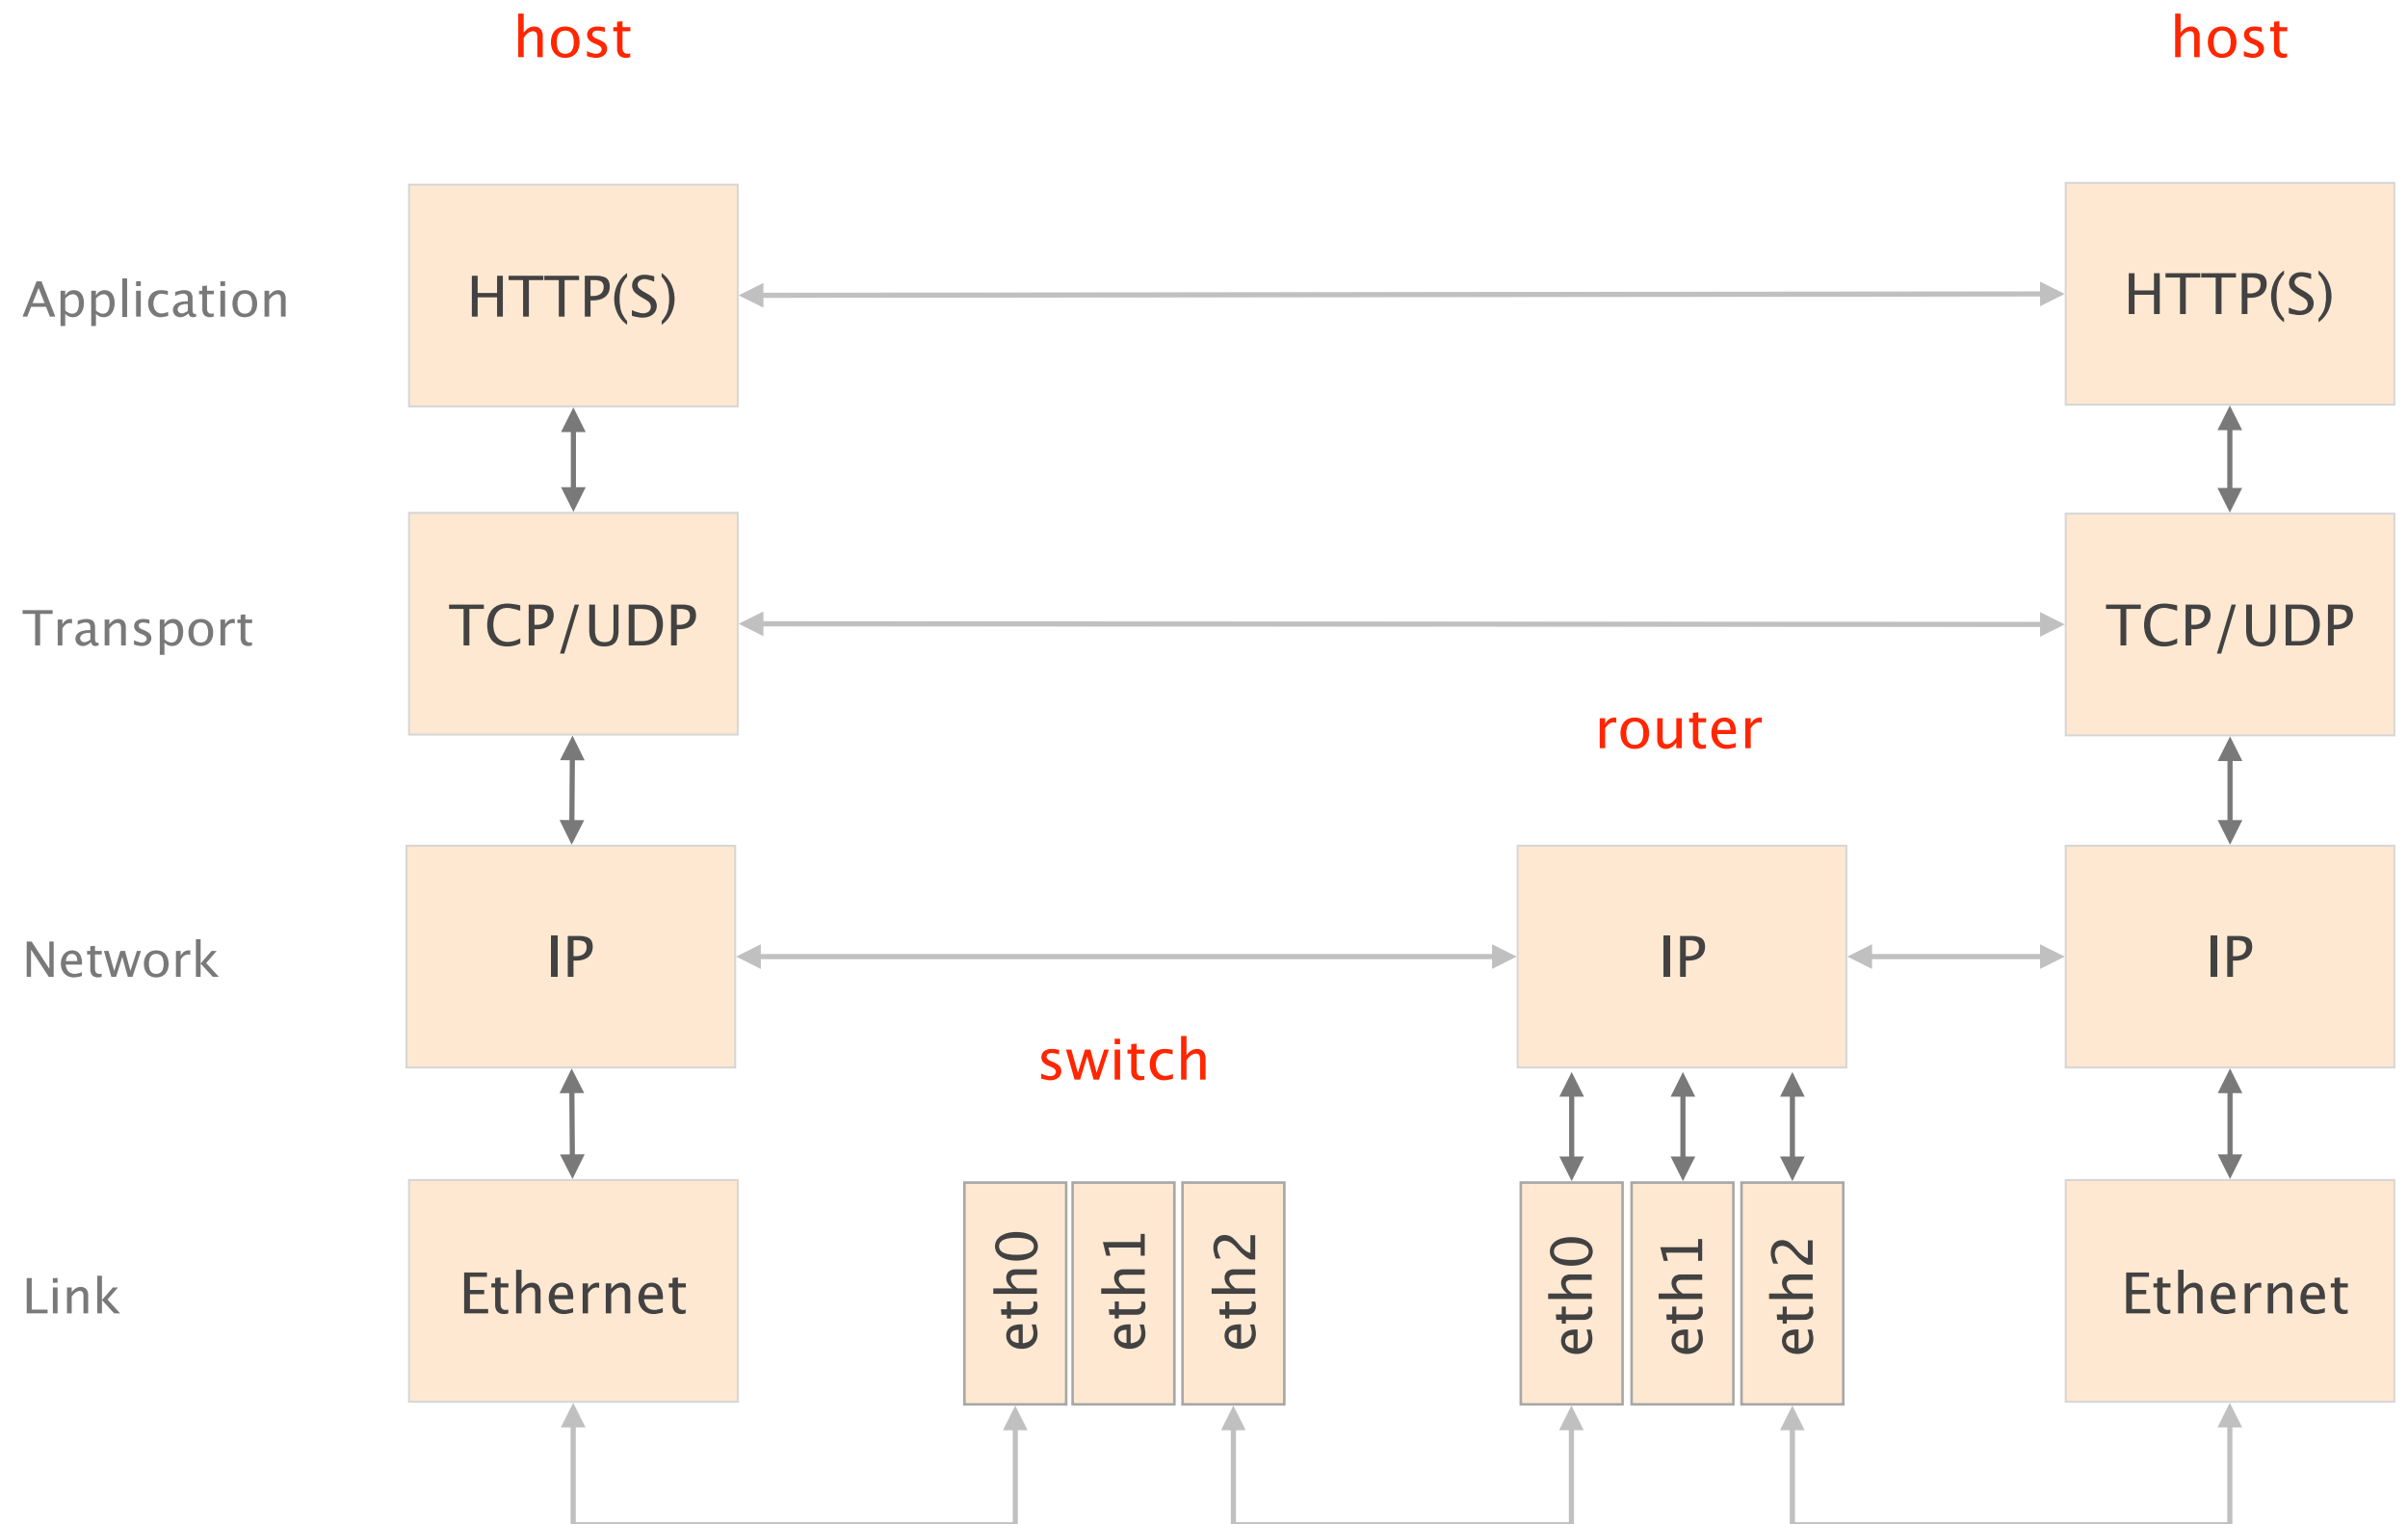 host
host
Application
HTTP(S)
HTTP(S)
Transport
TCP/UDP
TCP/UDP
router
Network
IP
IP
IP
switch
Link
Ethernet
eth0
eth1
eth2
eth0
eth1
eth2
Ethernet